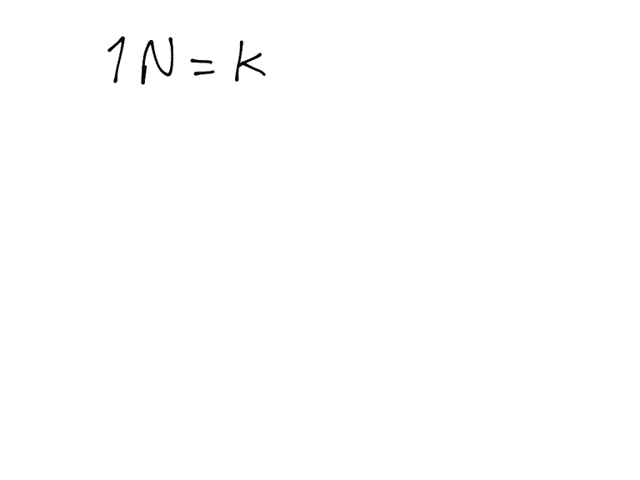 1N = K